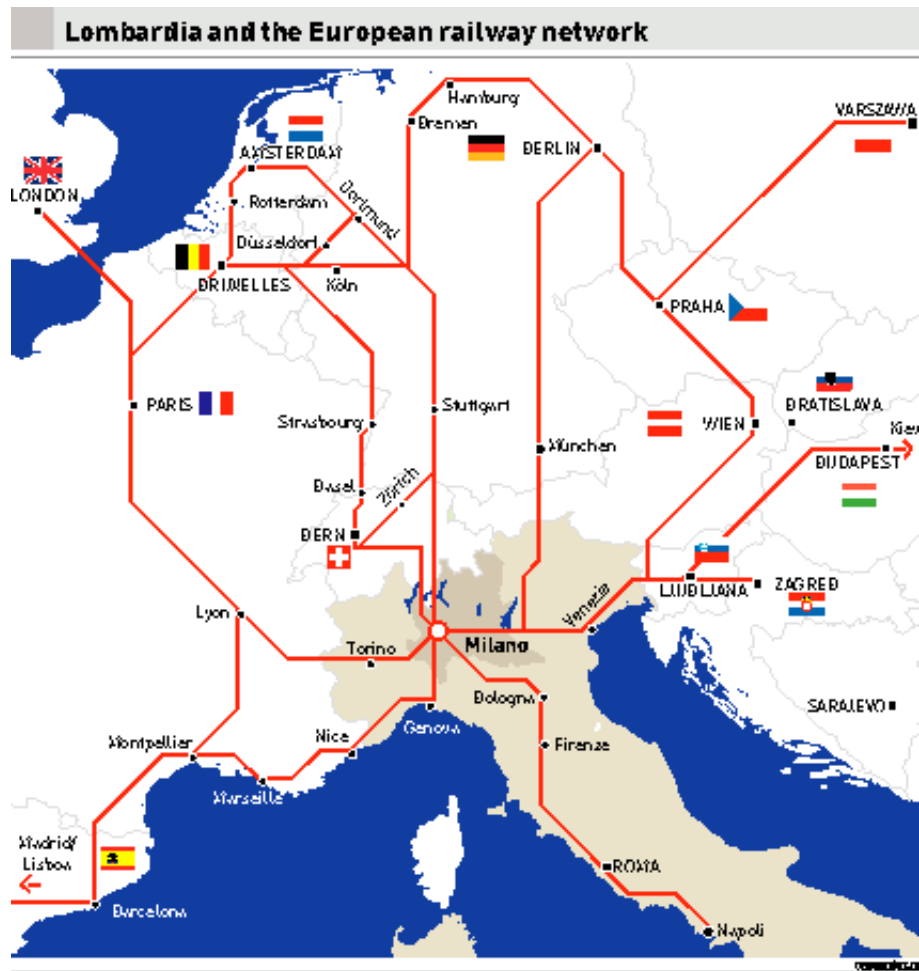 Lombardia and the European railway network
Hamburg
Bremen
VARSZAWA
BERLIN
AMSTERDAM
LONDON
Rotterdam
Dortmund
Düsseldorf
BRUXELLES
Köln
PRAHA
PARIS
Stuttgart
Strasbourg
WIEN
BRATISLAVA
Kiev
München
BUDAPEST
Basel
Zürich
BERN
LJUBLJANA
ZAGREB
Lyon
Venezia
Torino
Milano
Bologna
Genova
SARAJEVO
Nice
Montpellier
Firenze
Marseille
Madrid/
Lisbon
ROMA
Barcelona
Napoli